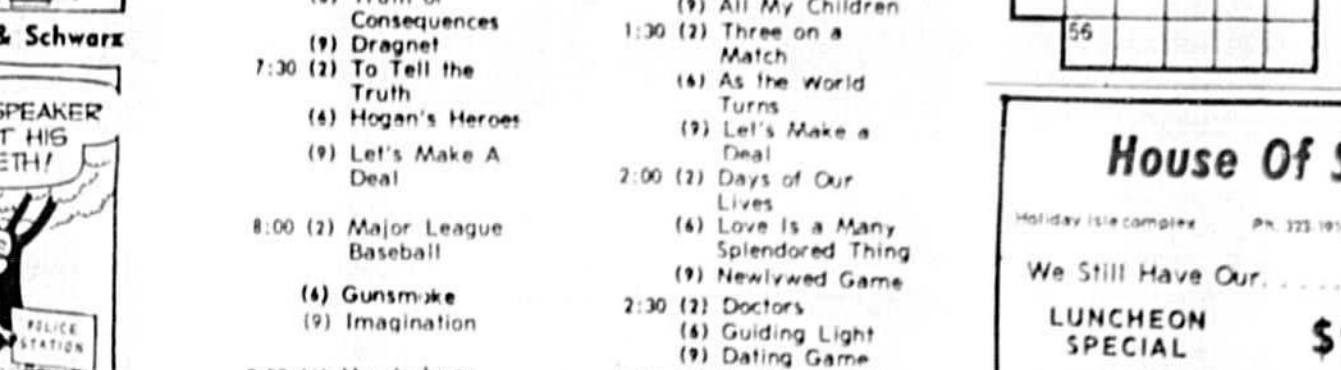 & Schwarz
SPEAKER
T HIS
ETH!
POLICE
STATION
Consequences
(9) Dragnet
7:30 (2) To Tell the
Truth
(6) Hogan's Heroes
(9) Let's Make A
Deal
8:00 (2) Major League
Baseball
(6) Gunsmoke
(9) Imagination
(9) All My Children
1:30 (2) Three on a
Match
(6) As the World
Turns
(9) Let's Make a
Deal
2:00 (2) Days of Our
Lives
(6) Love Is a Many
Splendored Thing
(9) Newlywed Game
2:30 (2) Doctors
(6) Guiding Light
(9) Dating Game
56
House Of S
Holiday Isle complex Ph. 323
We Still Have Our. . . . .
LUNCHEON
SPECIAL
$